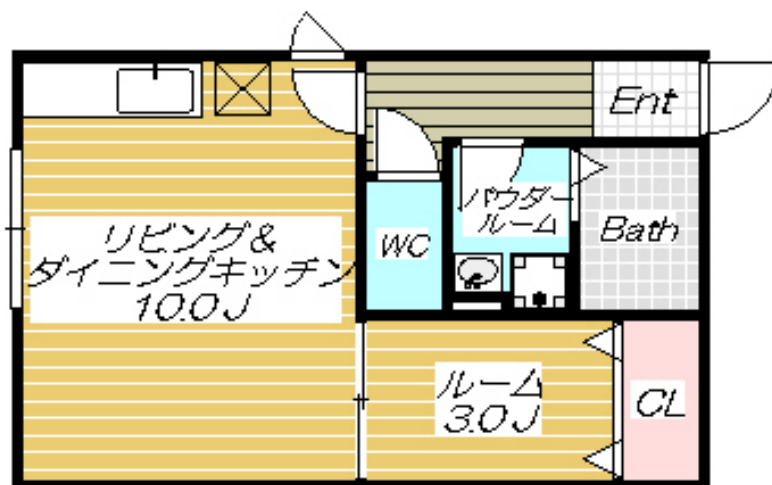 Ent
パウダー
ルーム
WC
Bath
リビング&
ダイニングキッチン
10.0J
ルーム
3.0J
CL